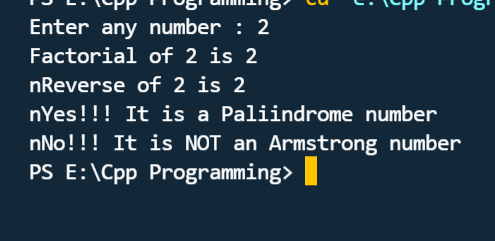 PS E:\Cpp Programming> cd 'E:\Cpp Progr
Enter any number : 2
Factorial of 2 is 2
nReverse of 2 is 2
nYes!!! It is a Paliindrome number
nNo!!! It is NOT an Armstrong number
PS E:\Cpp Programming>